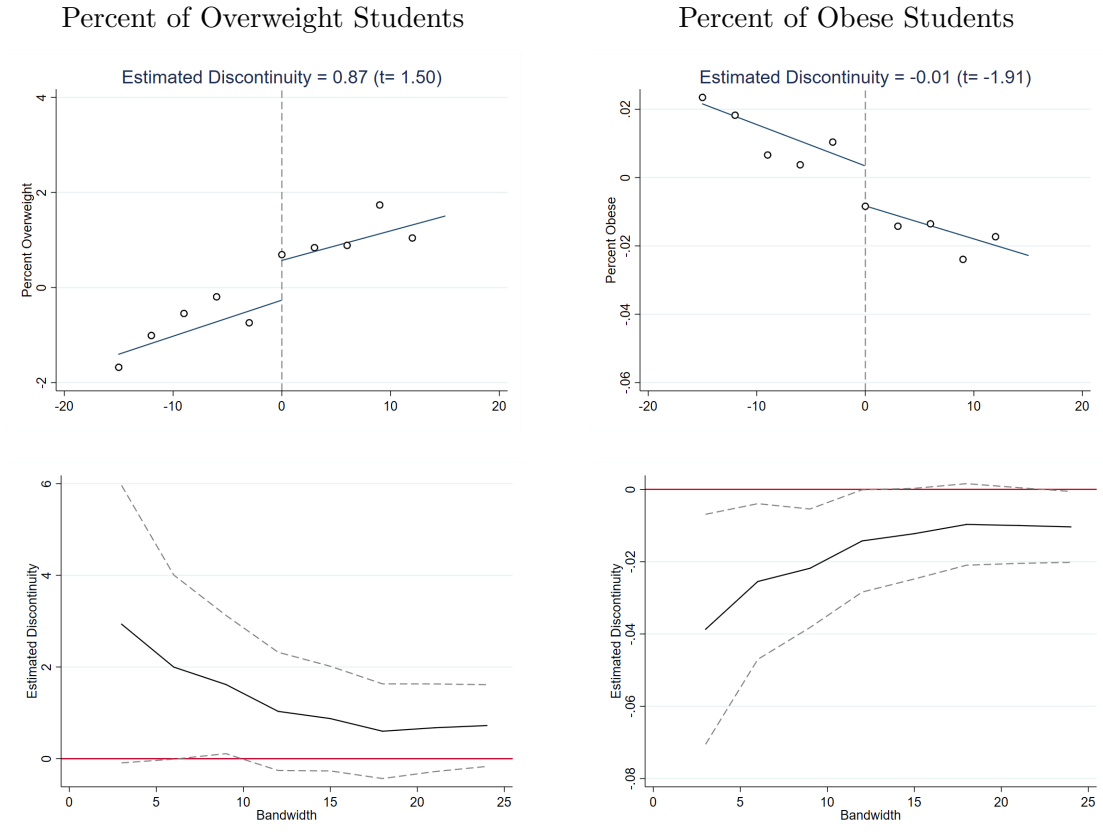 Percent of Overweight Students
Percent of Obese Students
Estimated Discontinuity = 0.87 (t= 1.50)
Percent Overweight
4
2
0
-2
-20 -10 0 10 20
Estimated Discontinuity = -0.01 (t= -1.91)
Percent Obese
.02
0
-.02
-.04
-.06
-20 -10 0 10 20
Estimated Discontinuity
6
4
2
0
0 5 10 15 20 25
Bandwidth
Estimated Discontinuity
0
-.02
-.04
-.06
-.08
0 5 10 15 20 25
Bandwidth